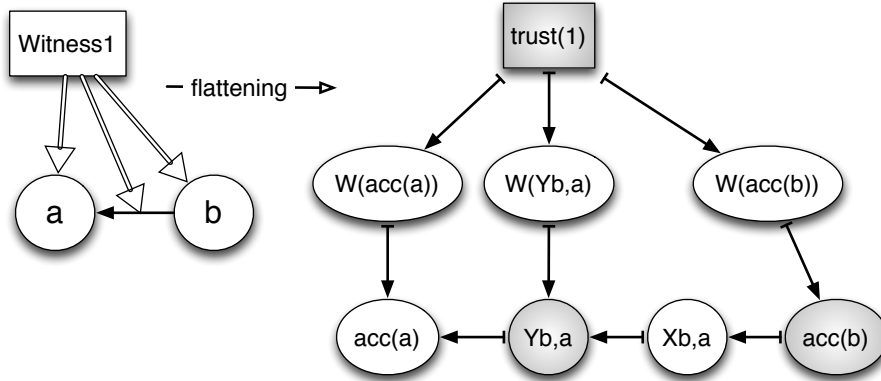 Witness1
flattening
a
b
trust(1)
W(acc(a))
W(Yb,a)
W(acc(b))
acc(a)
Yb,a
Xb,a
acc(b)